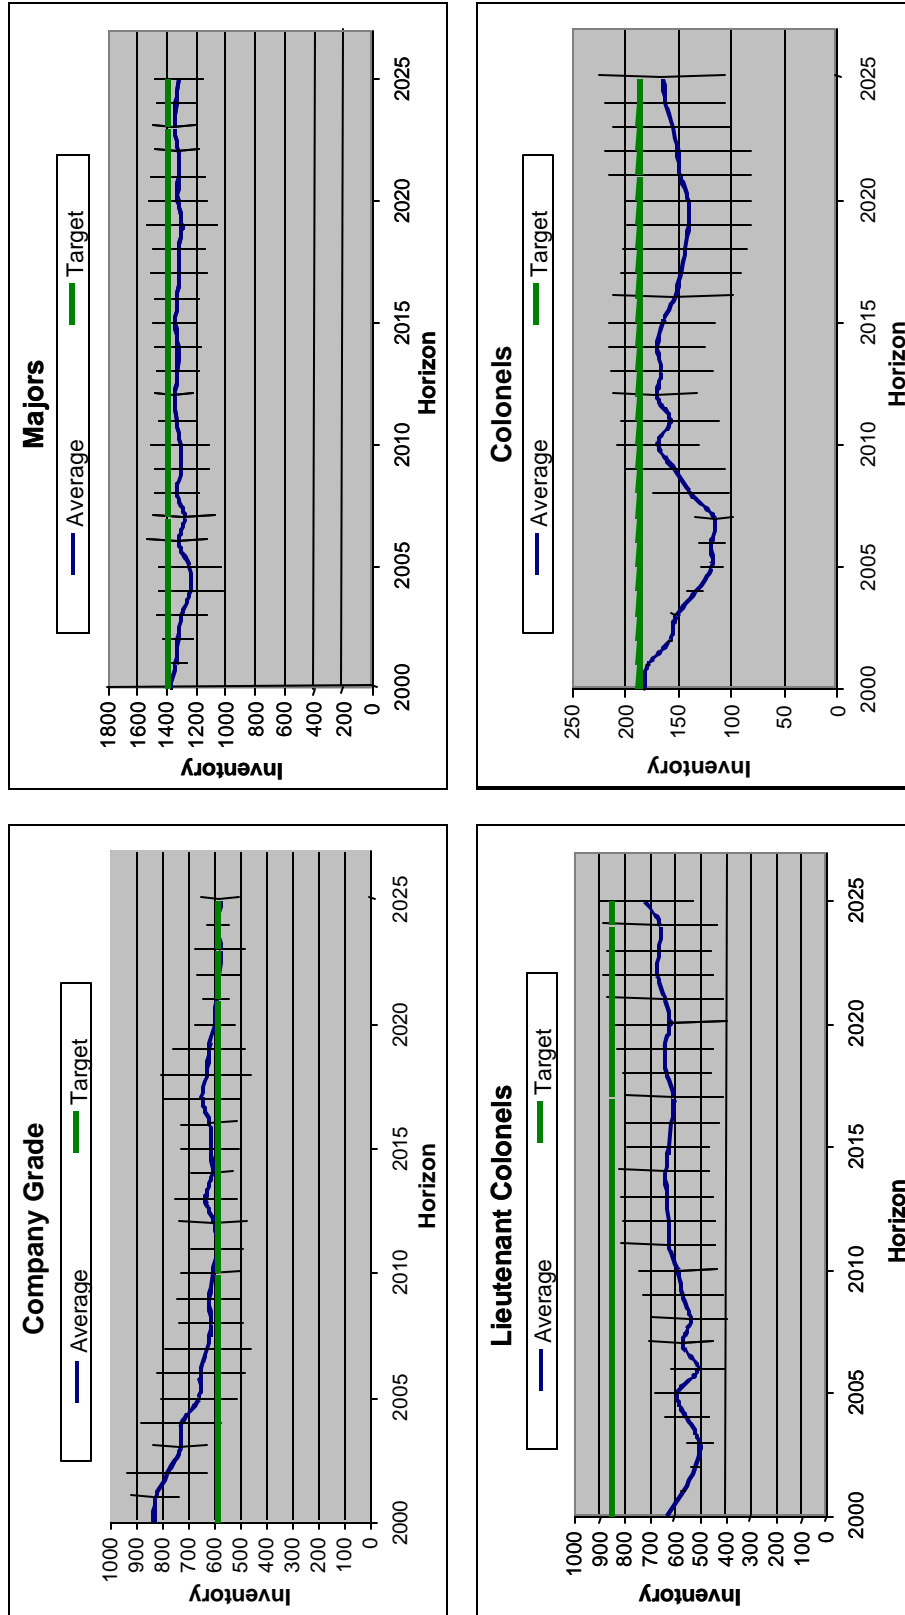 Company Grade
Average Target
1000
900
800
700
600
500
400
300
200
100
0
Inventory
2000 2005 2010 2015 2020 2025
Horizon
Majors
Average Target
1800
1600
1400
1200
1000
800
600
400
200
0
Inventory
2000 2005 2010 2015 2020 2025
Horizon
Lieutenant Colonels
Average Target
1000
900
800
700
600
500
400
300
200
100
0
Inventory
2000 2005 2010 2015 2020 2025
Horizon
Colonels
Average Target
250
200
150
100
50
0
Inventory
2000 2005 2010 2015 2020 2025
Horizon